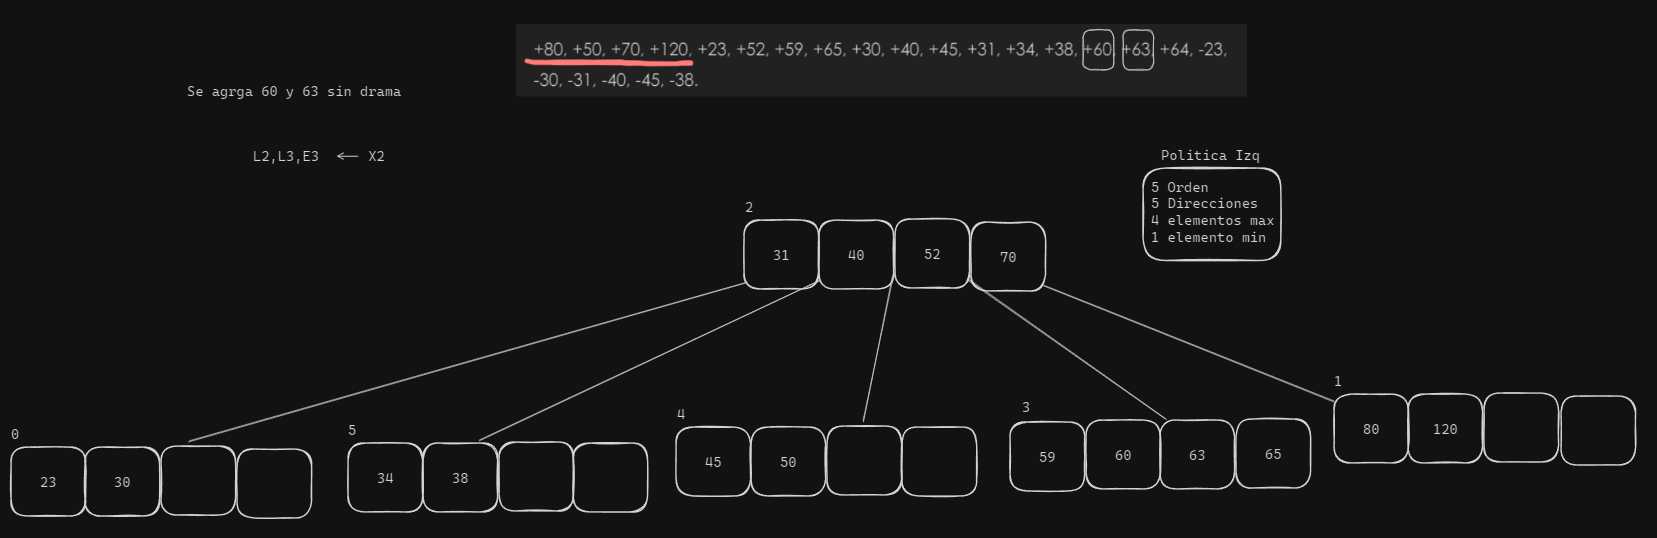 +80, +50, +70, +120, +23, +52, +59, +65, +30, +40, +45, +31, +34, +38, +60, +63, +64, -23,
-30, -31, -40, -45, -38.
Se agrga 60 y 63 sin drama
L2,L3,E3 ← X2
Politica Izq
5 Orden
5 Direcciones
4 elementos max
1 elemento min
2
31 40 52 70
0
23 30
5
34 38
4
45 50
3
59 60 63 65
1
80 120